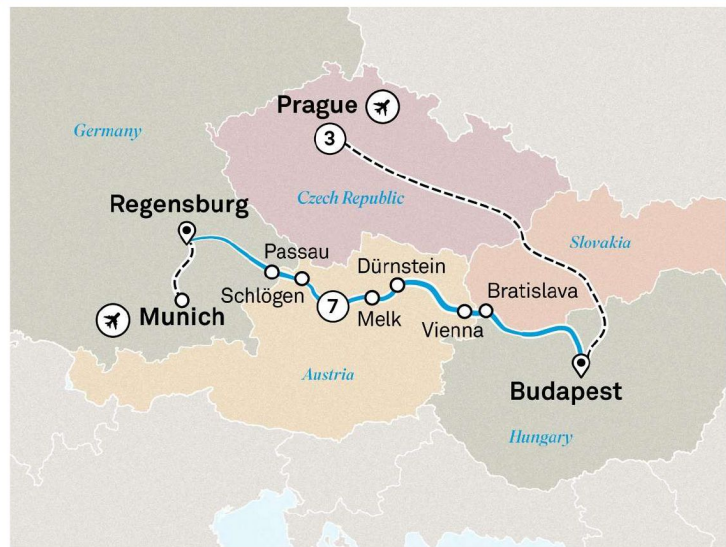 Prague
3
Germany
Czech Republic
Regensburg
Slovakia
Passau
Dürnstein
Schlögen
7
Melk
Bratislava
Munich
Vienna
Austria
Budapest
Hungary